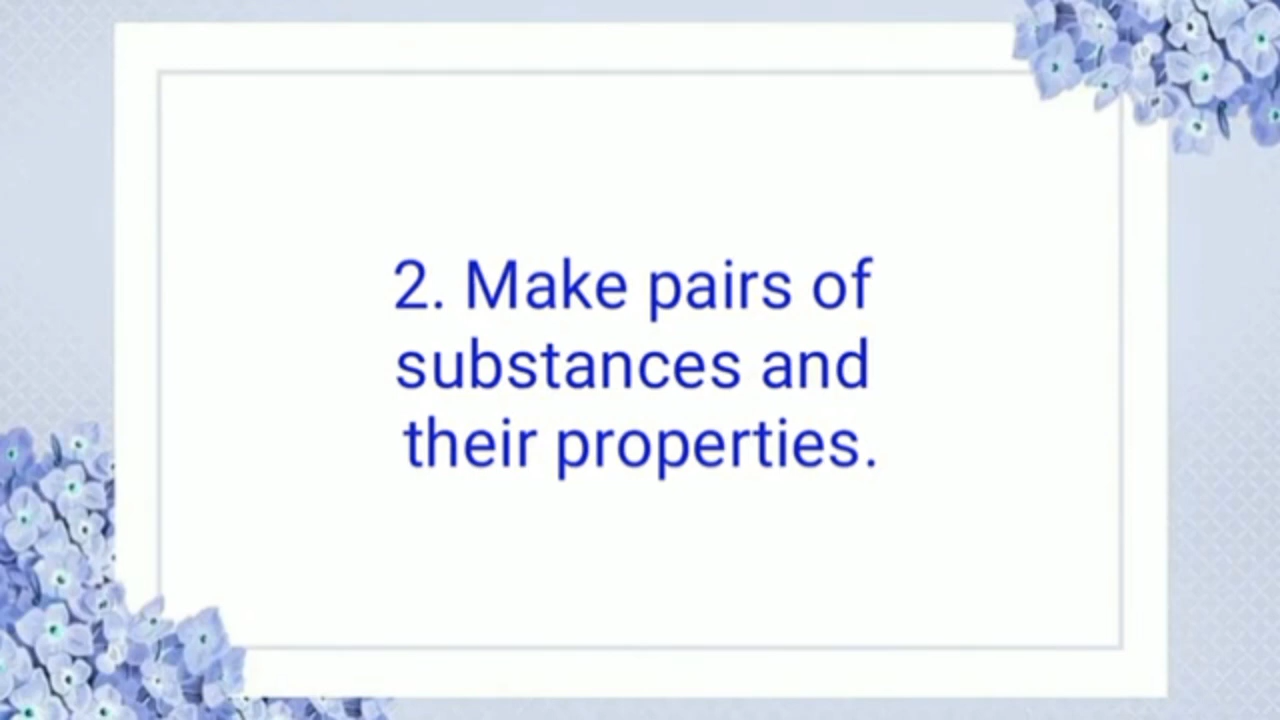 2. Make pairs of
substances and
their properties.